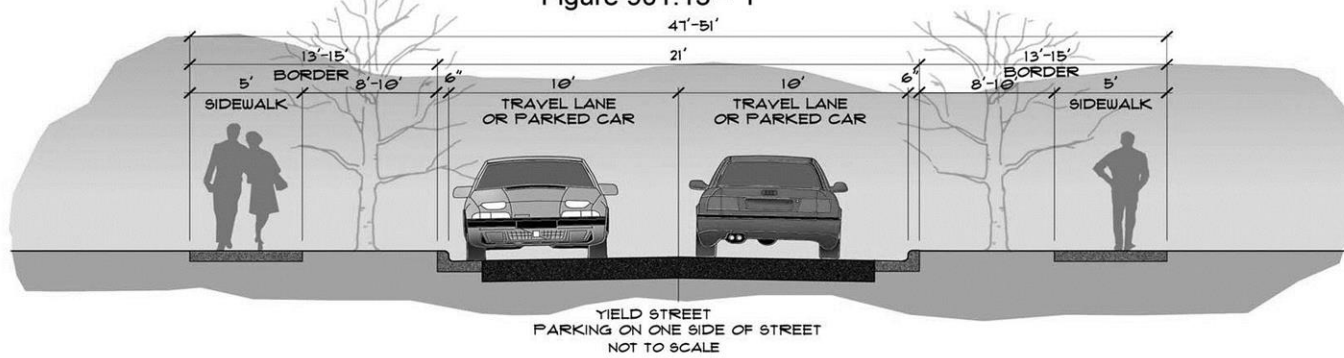 47'-51'
13'-15' 21' 13'-15'
BORDER BORDER
5' 8'-10' 6" 10' 10' 6" 8'-10' 5'
SIDEWALK TRAVEL LANE TRAVEL LANE SIDEWALK
OR PARKED CAR OR PARKED CAR
YIELD STREET
PARKING ON ONE SIDE OF STREET
NOT TO SCALE